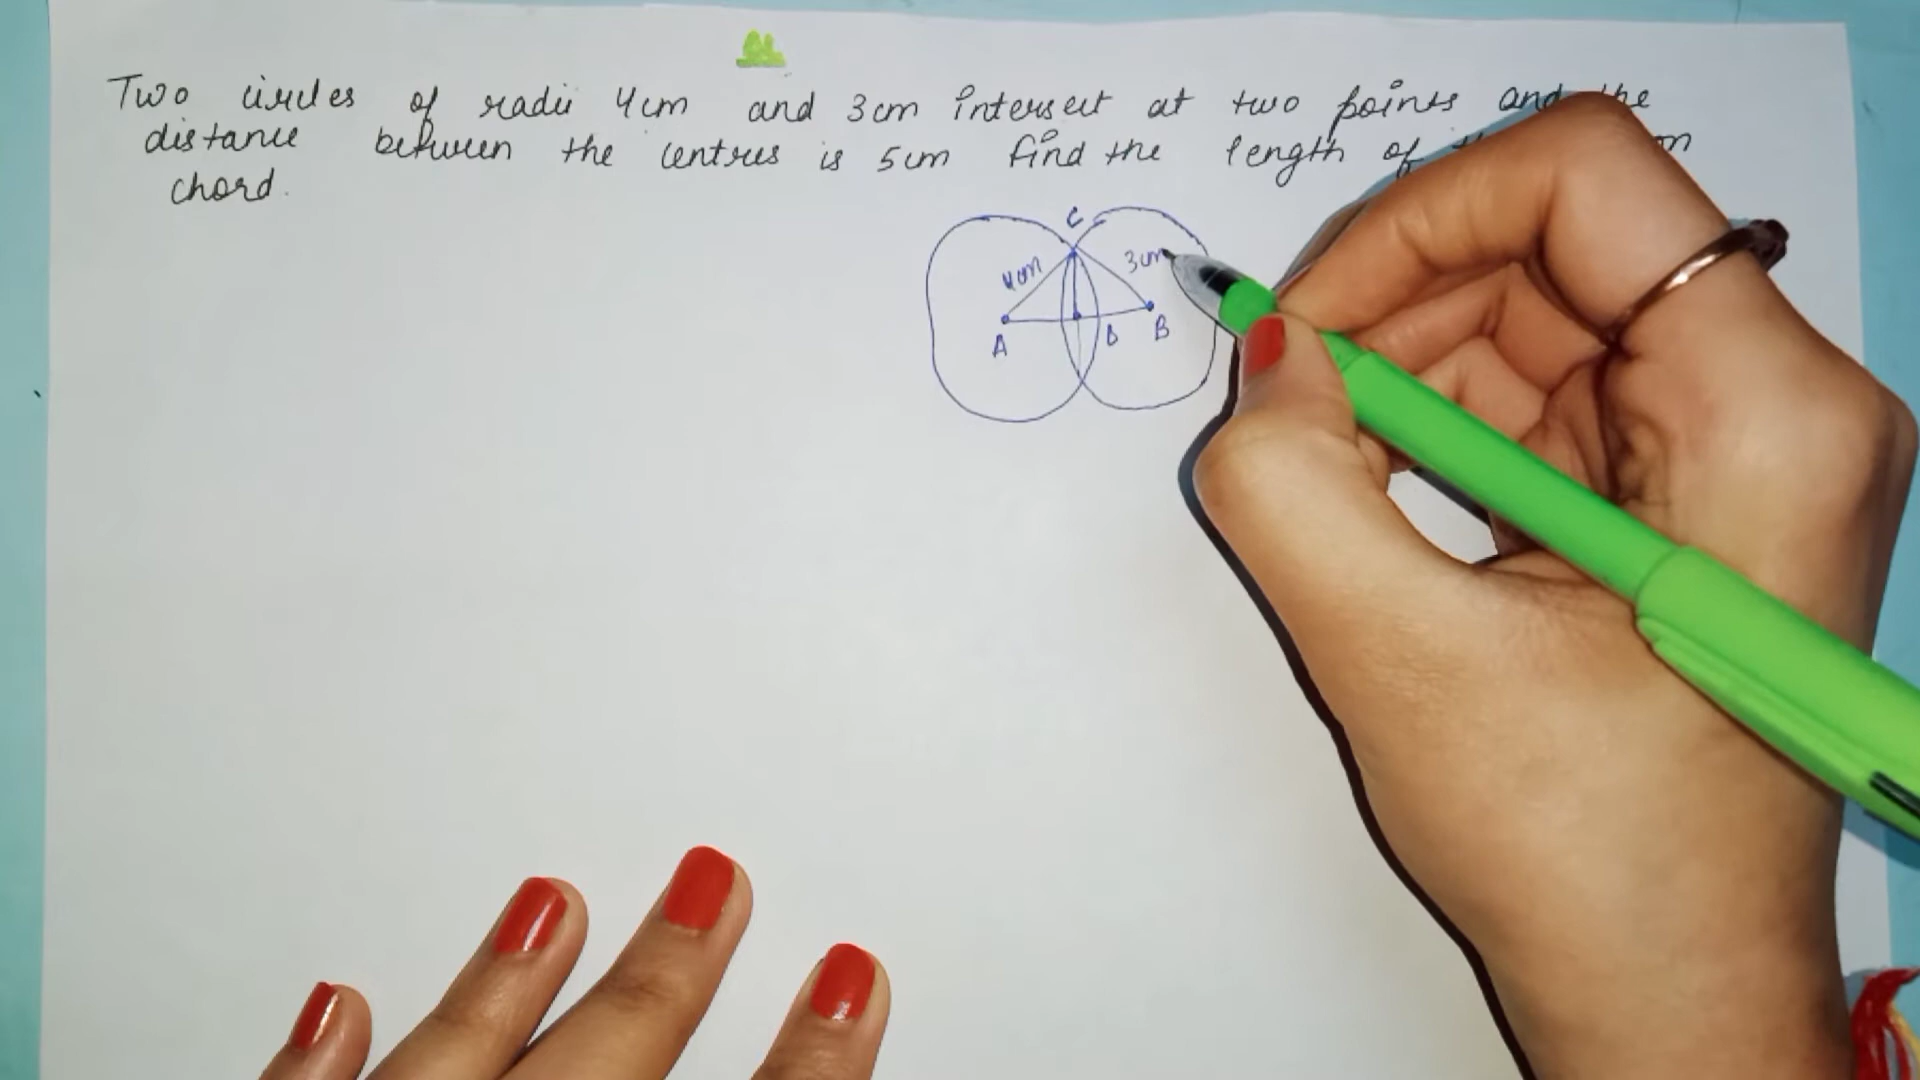 Two circles of radii 4cm and 3cm intersect at two points and the
distance between the centres is 5cm find the length of
chord.
C
4cm 3cm
A D B